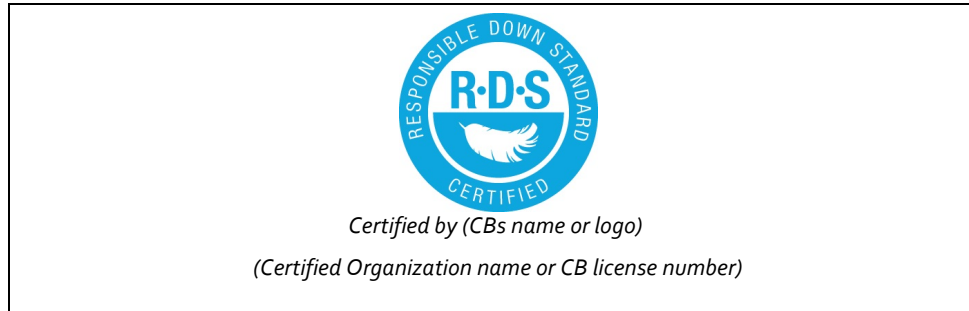 RESPONSIBLE DOWN STANDARD
R·D·S
CERTIFIED
Certified by (CBs name or logo)
(Certified Organization name or CB license number)